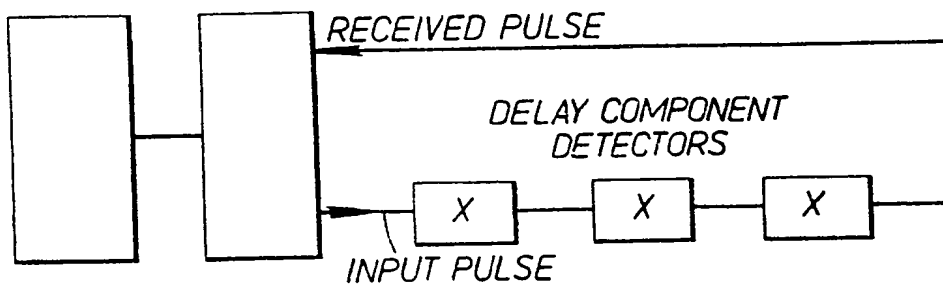 RECEIVED PULSE
DELAY COMPONENT
DETECTORS
X X X
INPUT PULSE